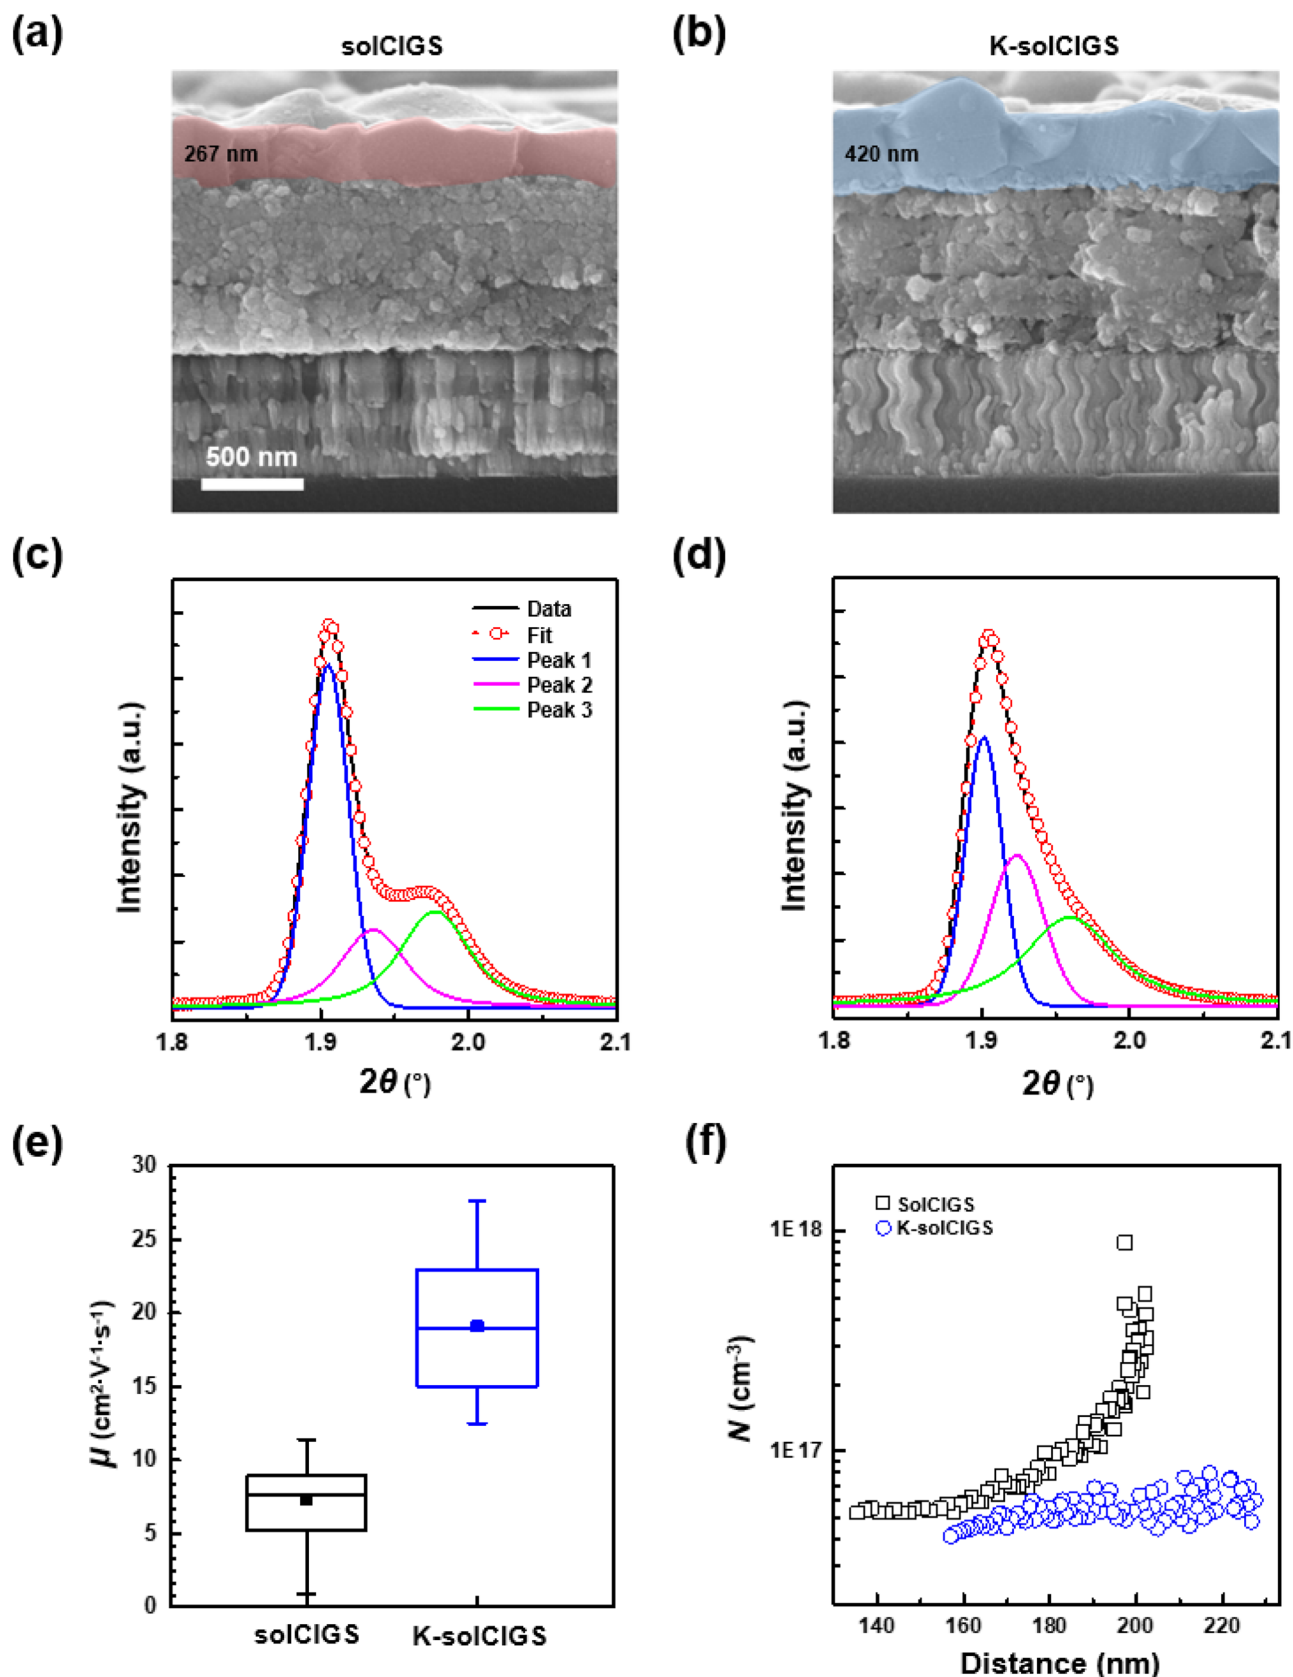 (a)
solCIGS
(b)
K-solCIGS
267 nm
420 nm
500 nm
(c)
(d)
Data
Fit
Peak 1
Peak 2
Peak 3
Intensity (a.u.)
Intensity (a.u.)
1.8 1.9 2.0 2.1
1.8 1.9 2.0 2.1
2θ (°)
2θ (°)
(e)
(f)
30
25
20
15
10
5
0
μ (cm²·V⁻¹·s⁻¹)
solCIGS K-solCIGS
SolCIGS
K-solCIGS
1E18
1E17
N (cm⁻³)
140 160 180 200 220
Distance (nm)